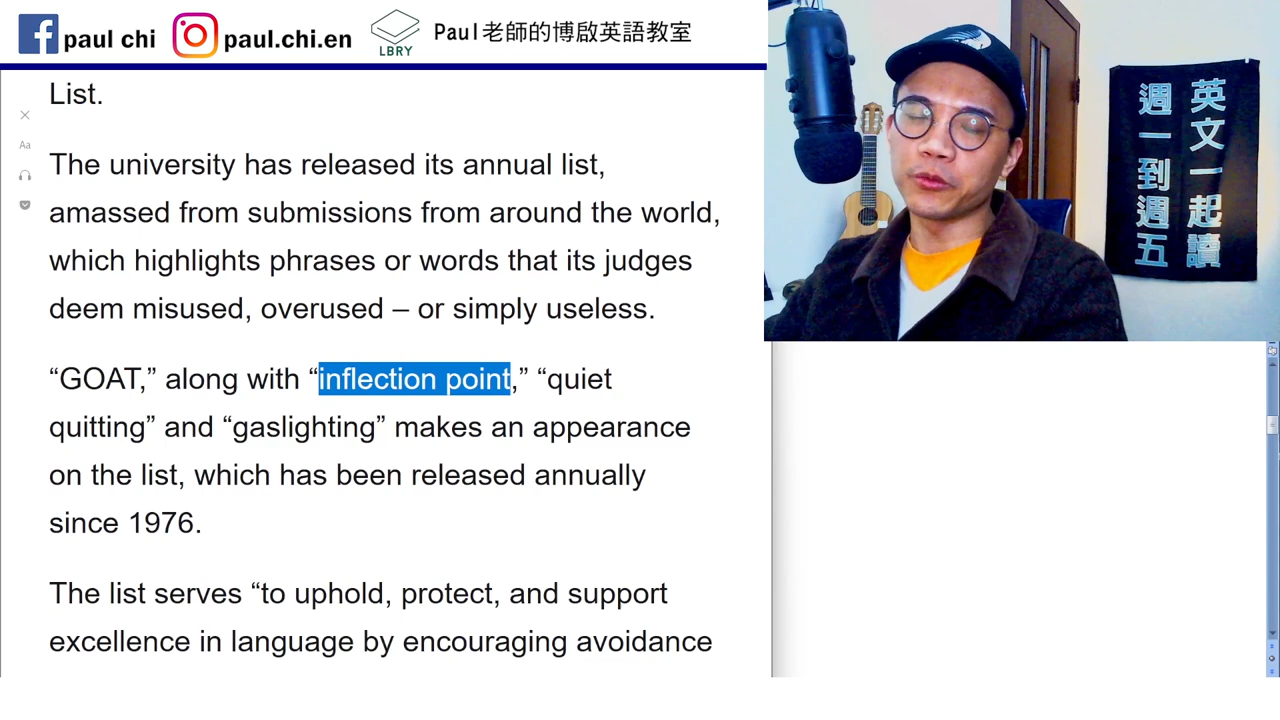 paul chi
paul.chi.en
LBRY
Paul老師的博啟英語教室
List.
Aa
The university has released its annual list,
amassed from submissions from around the world,
which highlights phrases or words that its judges
deem misused, overused – or simply useless.
“GOAT,” along with “inflection point,” “quiet
quitting” and “gaslighting” makes an appearance
on the list, which has been released annually
since 1976.
The list serves “to uphold, protect, and support
excellence in language by encouraging avoidance
英文一起讀
週一到週五